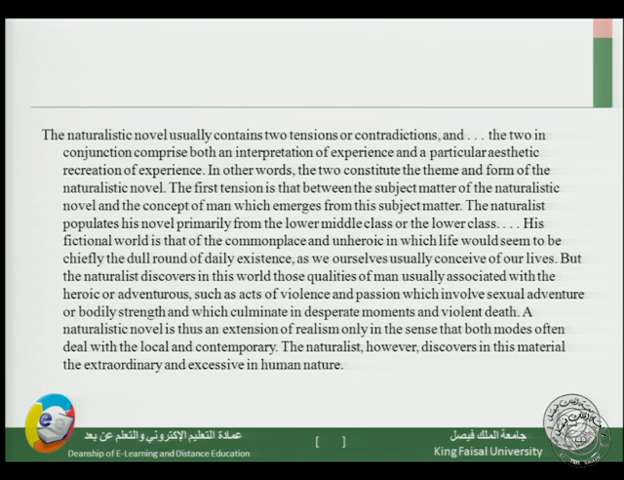 The naturalistic novel usually contains two tensions or contradictions, and . . . the two in
conjunction comprise both an interpretation of experience and a particular aesthetic
recreation of experience. In other words, the two constitute the theme and form of the
naturalistic novel. The first tension is that between the subject matter of the naturalistic
novel and the concept of man which emerges from this subject matter. The naturalist
populates his novel primarily from the lower middle class or the lower class. . . . His
fictional world is that of the commonplace and unheroic in which life would seem to be
chiefly the dull round of daily existence, as we ourselves usually conceive of our lives. But
the naturalist discovers in this world those qualities of man usually associated with the
heroic or adventurous, such as acts of violence and passion which involve sexual adventure
or bodily strength and which culminate in desperate moments and violent death. A
naturalistic novel is thus an extension of realism only in the sense that both modes often
deal with the local and contemporary. The naturalist, however, discovers in this material
the extraordinary and excessive in human nature.
عمادة التعليم الإلكتروني والتعلم عن بعد
Deanship of E-Learning and Distance Education
[ ]
جامعة الملك فيصل
King Faisal University